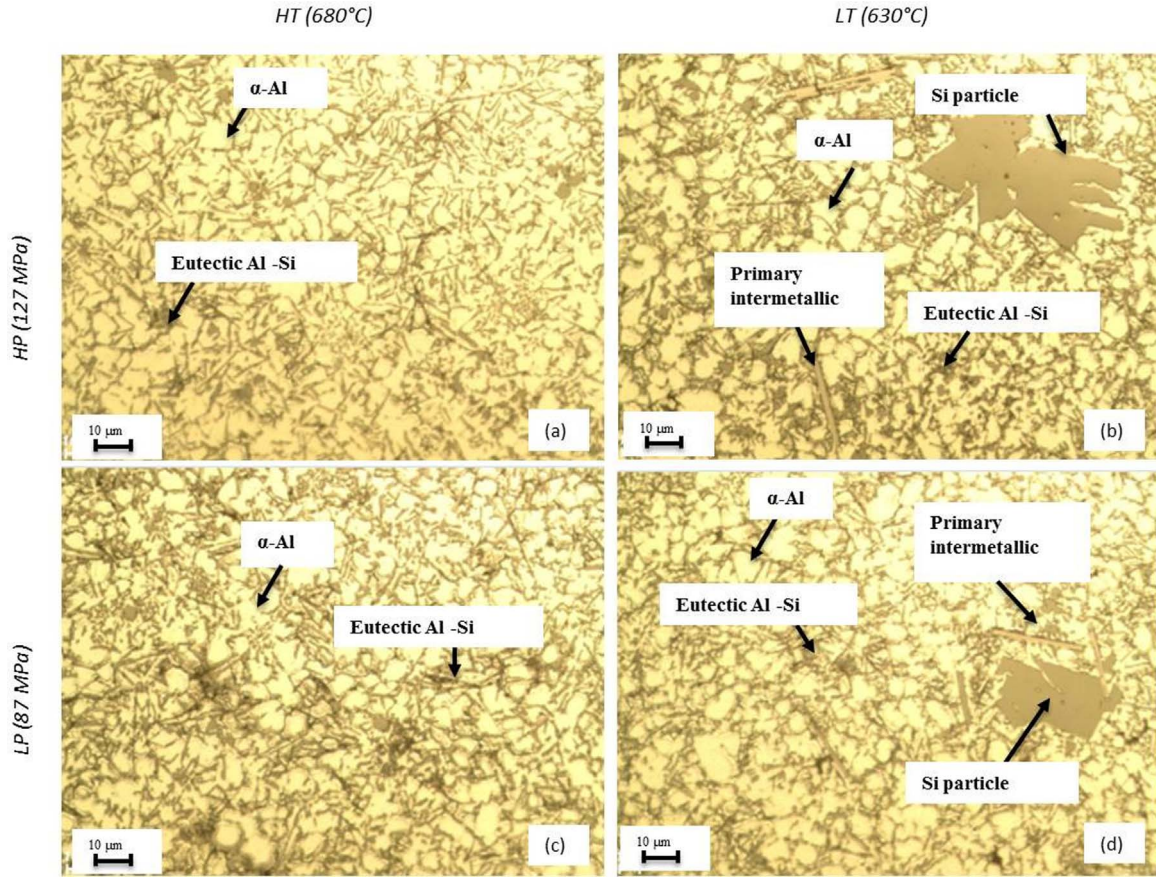 HT (680°C)
LT (630°C)
HP (127 MPa)
α-Al
Eutectic Al -Si
10 µm
(a)
Si particle
α-Al
Primary
intermetallic
Eutectic Al -Si
10 µm
(b)
LP (87 MPa)
α-Al
Eutectic Al -Si
10 µm
(c)
α-Al
Primary
intermetallic
Eutectic Al -Si
Si particle
10 µm
(d)